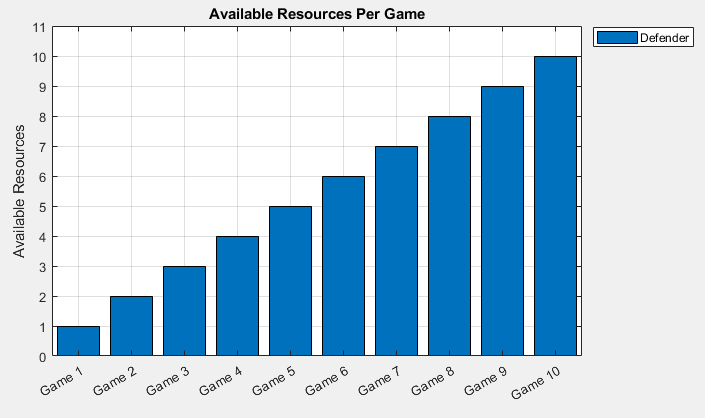 Available Resources Per Game
Defender
Available Resources
11
10
9
8
7
6
5
4
3
2
1
0
Game 1
Game 2
Game 3
Game 4
Game 5
Game 6
Game 7
Game 8
Game 9
Game 10